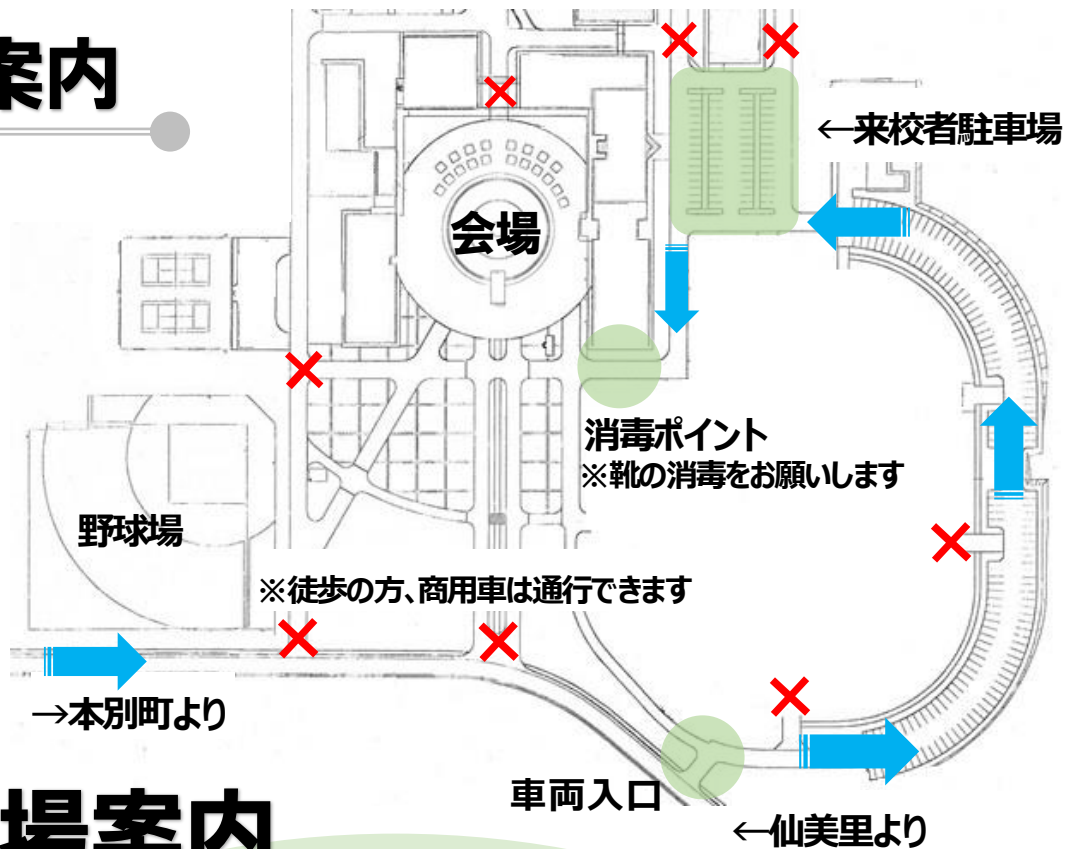 案内
←来校者駐車場
会場
消毒ポイント
※靴の消毒をお願いします
野球場
※徒歩の方、商用車は通行できます
→本別町より
車両入口
←仙美里より
場案内